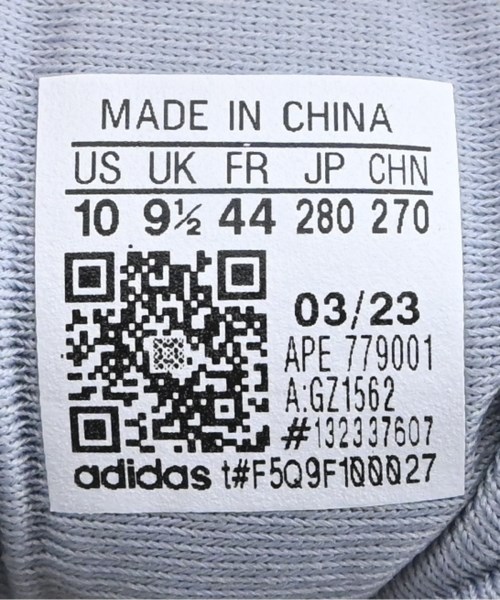 MADE IN CHINA
US UK FR JP CHN
10 9½ 44 280 270
03/23
APE 779001
A:GZ1562
#132337607
adidas t#F5Q9F100027